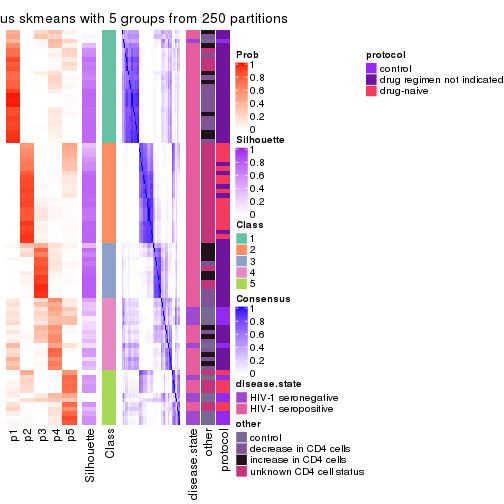 us skmeans with 5 groups from 250 partitions
Prob
1
0.8
0.6
0.4
0.2
0
Silhouette
1
0.8
0.6
0.4
0.2
0
Class
1
2
3
4
5
Consensus
1
0.8
0.6
0.4
0.2
0
disease.state
HIV-1 seronegative
HIV-1 seropositive
other
control
decrease in CD4 cells
increase in CD4 cells
unknown CD4 cell status
protocol
control
drug regimen not indicated
drug-naive
p1
p2
p3
p4
p5
Silhouette
Class
disease.state
other
protocol